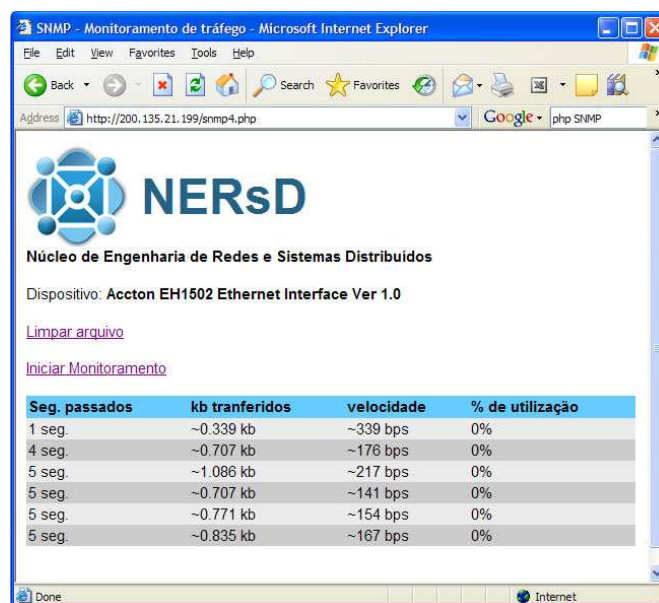 SNMP - Monitoramento de tráfego - Microsoft Internet Explorer
File Edit View Favorites Tools Help
Back Search Favorites
Address http://200.135.21.199/snmp4.php Google php SNMP
NERsD
Núcleo de Engenharia de Redes e Sistemas Distribuídos
Dispositivo: Accton EH1502 Ethernet Interface Ver 1.0
Limpar arquivo
Iniciar Monitoramento
Seg. passados kb tranferidos velocidade % de utilização
1 seg. ~0.339 kb ~339 bps 0%
4 seg. ~0.707 kb ~176 bps 0%
5 seg. ~1.086 kb ~217 bps 0%
5 seg. ~0.707 kb ~141 bps 0%
5 seg. ~0.771 kb ~154 bps 0%
5 seg. ~0.835 kb ~167 bps 0%
Done Internet